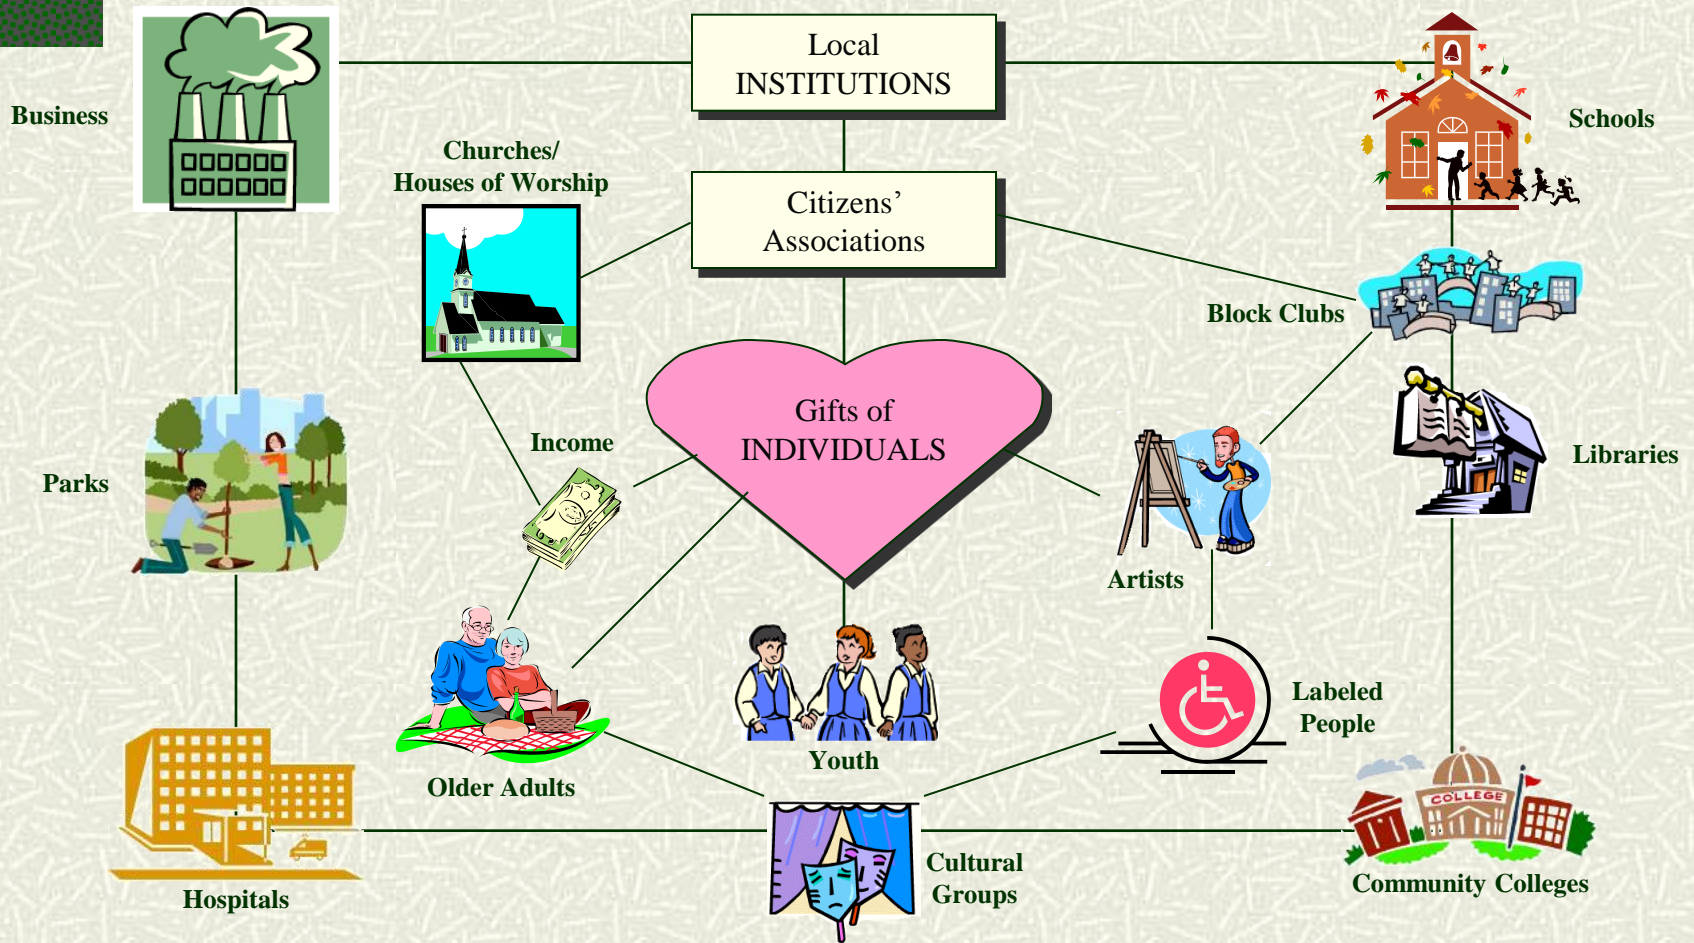 Local
INSTITUTIONS
Business
Schools
Churches/
Houses of Worship
Citizens’
Associations
Block Clubs
Gifts of
INDIVIDUALS
Income
Libraries
Parks
Artists
Labeled
People
Youth
Older Adults
COLLEGE
Cultural
Groups
Community Colleges
Hospitals